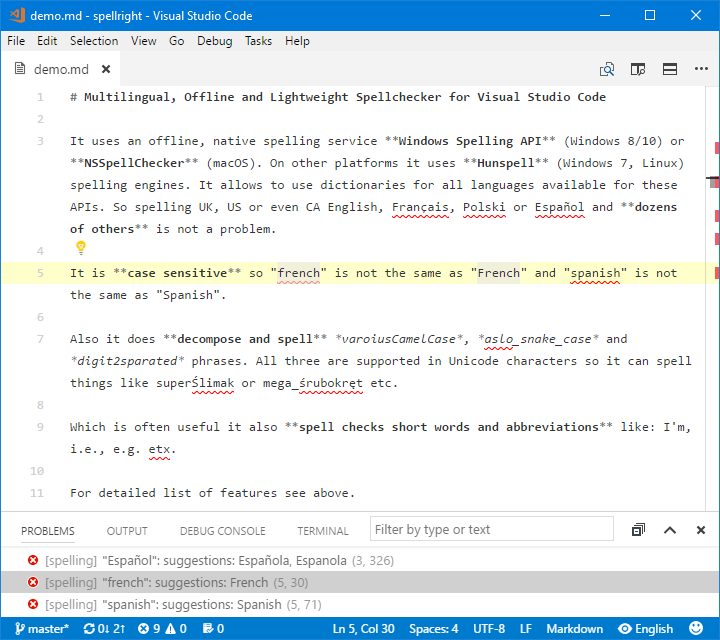 demo.md - spellright - Visual Studio Code
File Edit Selection View Go Debug Tasks Help
demo.md
1 # Multilingual, Offline and Lightweight Spellchecker for Visual Studio Code
2
3 It uses an offline, native spelling service **Windows Spelling API** (Windows 8/10) or
**NSSpellChecker** (macOS). On other platforms it uses **Hunspell** (Windows 7, Linux)
spelling engines. It allows to use dictionaries for all languages available for these
APIs. So spelling UK, US or even CA English, Français, Polski or Español and **dozens
of others** is not a problem.
4
5 It is **case sensitive** so "french" is not the same as "French" and "spanish" is not
the same as "Spanish".
6
7 Also it does **decompose and spell** *varoiusCamelCase*, *aslo_snake_case* and
*digit2sparated* phrases. All three are supported in Unicode characters so it can spell
things like superŚlimak or mega_śrubokręt etc.
8
9 Which is often useful it also **spell checks short words and abbreviations** like: I'm,
i.e., e.g. etx.
10
11 For detailed list of features see above.
PROBLEMS OUTPUT DEBUG CONSOLE TERMINAL Filter by type or text
[spelling] "Español": suggestions: Española, Espanola (3, 326)
[spelling] "french": suggestions: French (5, 30)
[spelling] "spanish": suggestions: Spanish (5, 71)
master* 0↓ 2↑ 9 0 0 Ln 5, Col 30 Spaces: 4 UTF-8 LF Markdown English